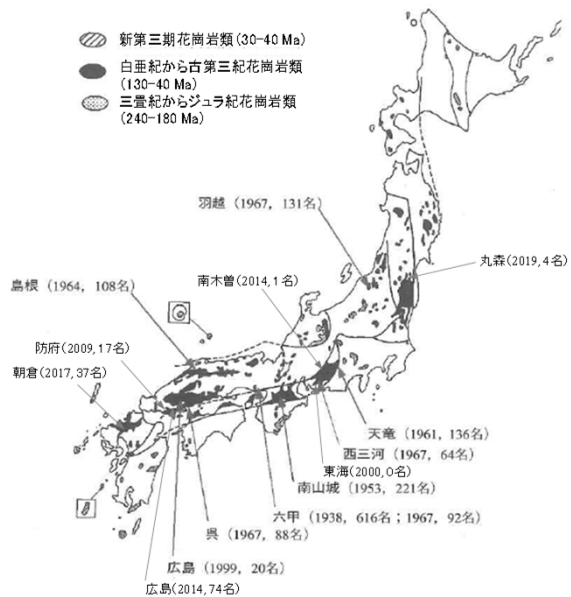 新第三期花崗岩類(30-40 Ma)
白亜紀から古第三紀花崗岩類
(130-40 Ma)
三畳紀からジュラ紀花崗岩類
(240-180 Ma)
羽越（1967，131名）
丸森(2019,4名)
南木曽(2014,1名)
島根（1964，108名）
防府(2009,17名)
朝倉(2017,37名)
天竜（1961，136名）
西三河（1967，64名）
東海(2000,0名)
南山城（1953，221名）
六甲（1938，616名；1967，92名）
呉（1967，88名）
広島（1999，20名）
広島(2014,74名)